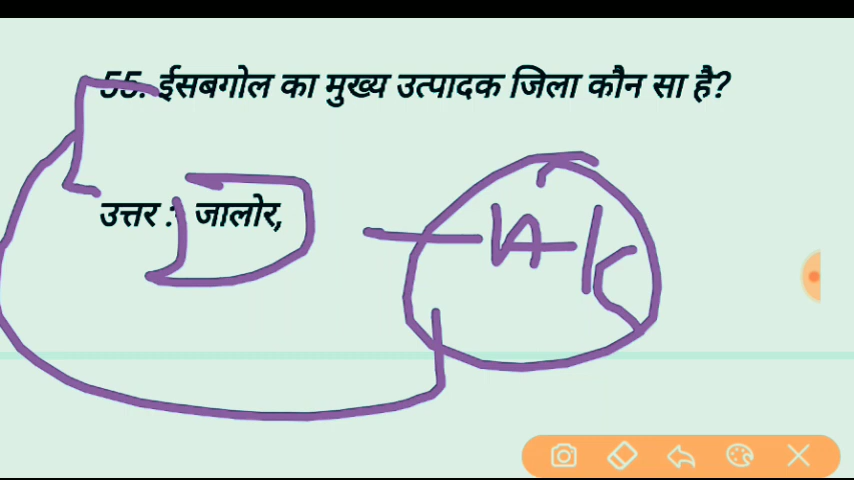 55. ईसबगोल का मुख्य उत्पादक जिला कौन सा है?
उत्तर : जालोर,